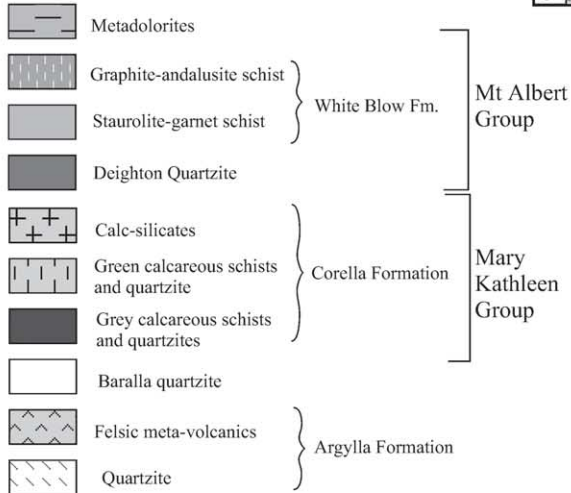 Metadolorites
Graphite-andalusite schist
White Blow Fm.
Staurolite-garnet schist
Mt Albert
Group
Deighton Quartzite
Calc-silicates
Green calcareous schists
and quartzite
Corella Formation
Mary
Kathleen
Group
Grey calcareous schists
and quartzites
Baralla quartzite
Felsic meta-volcanics
Argylla Formation
Quartzite